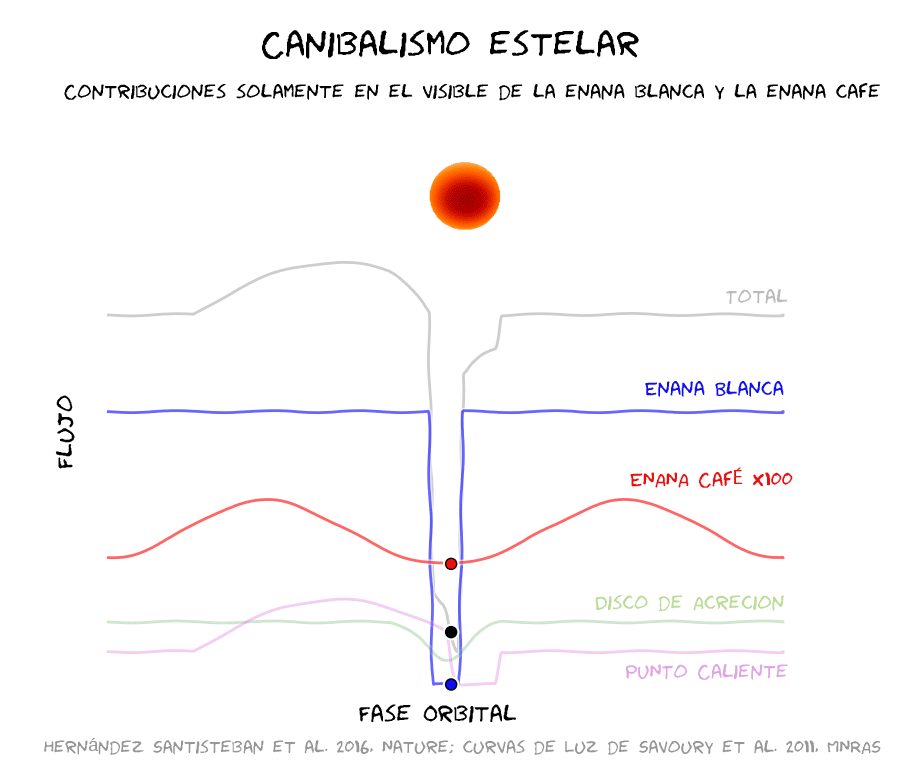 CANIBALISMO ESTELAR
CONTRIBUCIONES SOLAMENTE EN EL VISIBLE DE LA ENANA BLANCA Y LA ENANA CAFE
TOTAL
ENANA BLANCA
FLUJO
ENANA CAFÉ X100
DISCO DE ACRECION
PUNTO CALIENTE
FASE ORBITAL
HERNáNDEZ SANTISTEBAN ET AL. 2016, NATURE; CURVAS DE LUZ DE SAVOURY ET AL. 2011, MNRAS